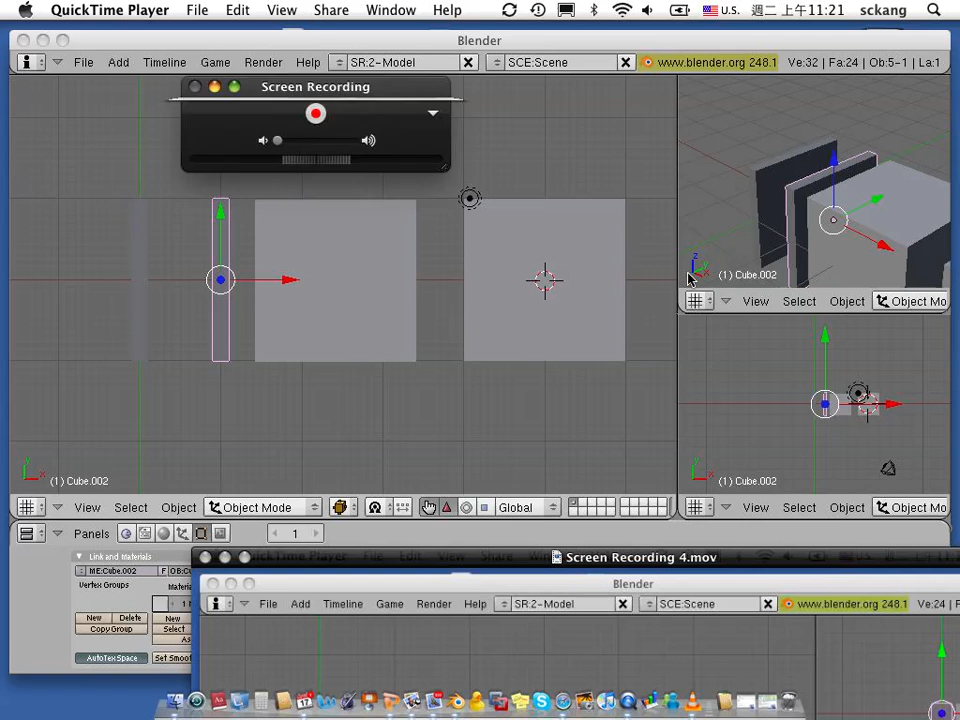 QuickTime Player File Edit View Share Window Help U.S. 週二 上午11:21 sckang
Blender
File Add Timeline Game Render Help SR:2-Model SCE:Scene www.blender.org 248.1 Ve:32 | Fa:24 | Ob:5-1 | La:1
Screen Recording
z
y
x
(1) Cube.002
View Select Object Object Mo
y
x
(1) Cube.002
y
x
(1) Cube.002
View Select Object Object Mode Global
View Select Object Object Mo
Panels 1
Link and Materials
ME:Cube.002 F OB:Cu
Vertex Groups Materia
1 M
New Delete New
Copy Group Select
As
AutoTexSpace Set Smoo
Screen Recording 4.mov
Blender
File Add Timeline Game Render Help SR:2-Model SCE:Scene www.blender.org 248.1 Ve:24 | F
17